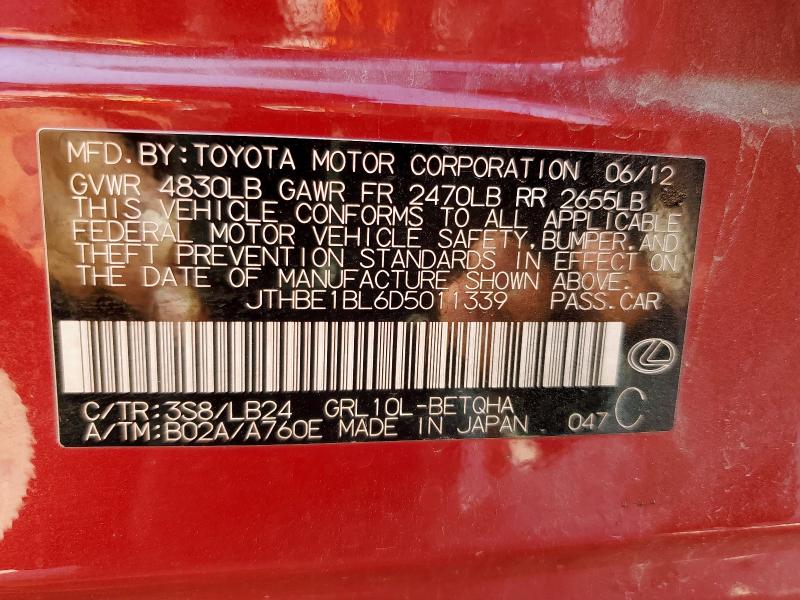 MFD.BY:TOYOTA MOTOR CORPORATION 06/12
GVWR 4830LB GAWR FR 2470LB RR 2655LB
THIS VEHICLE CONFORMS TO ALL APPLICABLE
FEDERAL MOTOR VEHICLE SAFETY,BUMPER,AND
THEFT PREVENTION STANDARDS IN EFFECT ON
THE DATE OF MANUFACTURE SHOWN ABOVE.
JTHBE1BL6D5011339 PASS.CAR
C/TR:3S8/LB24 GRL10L-BETQHA
A/TM:B02A/A760E MADE IN JAPAN 047 C